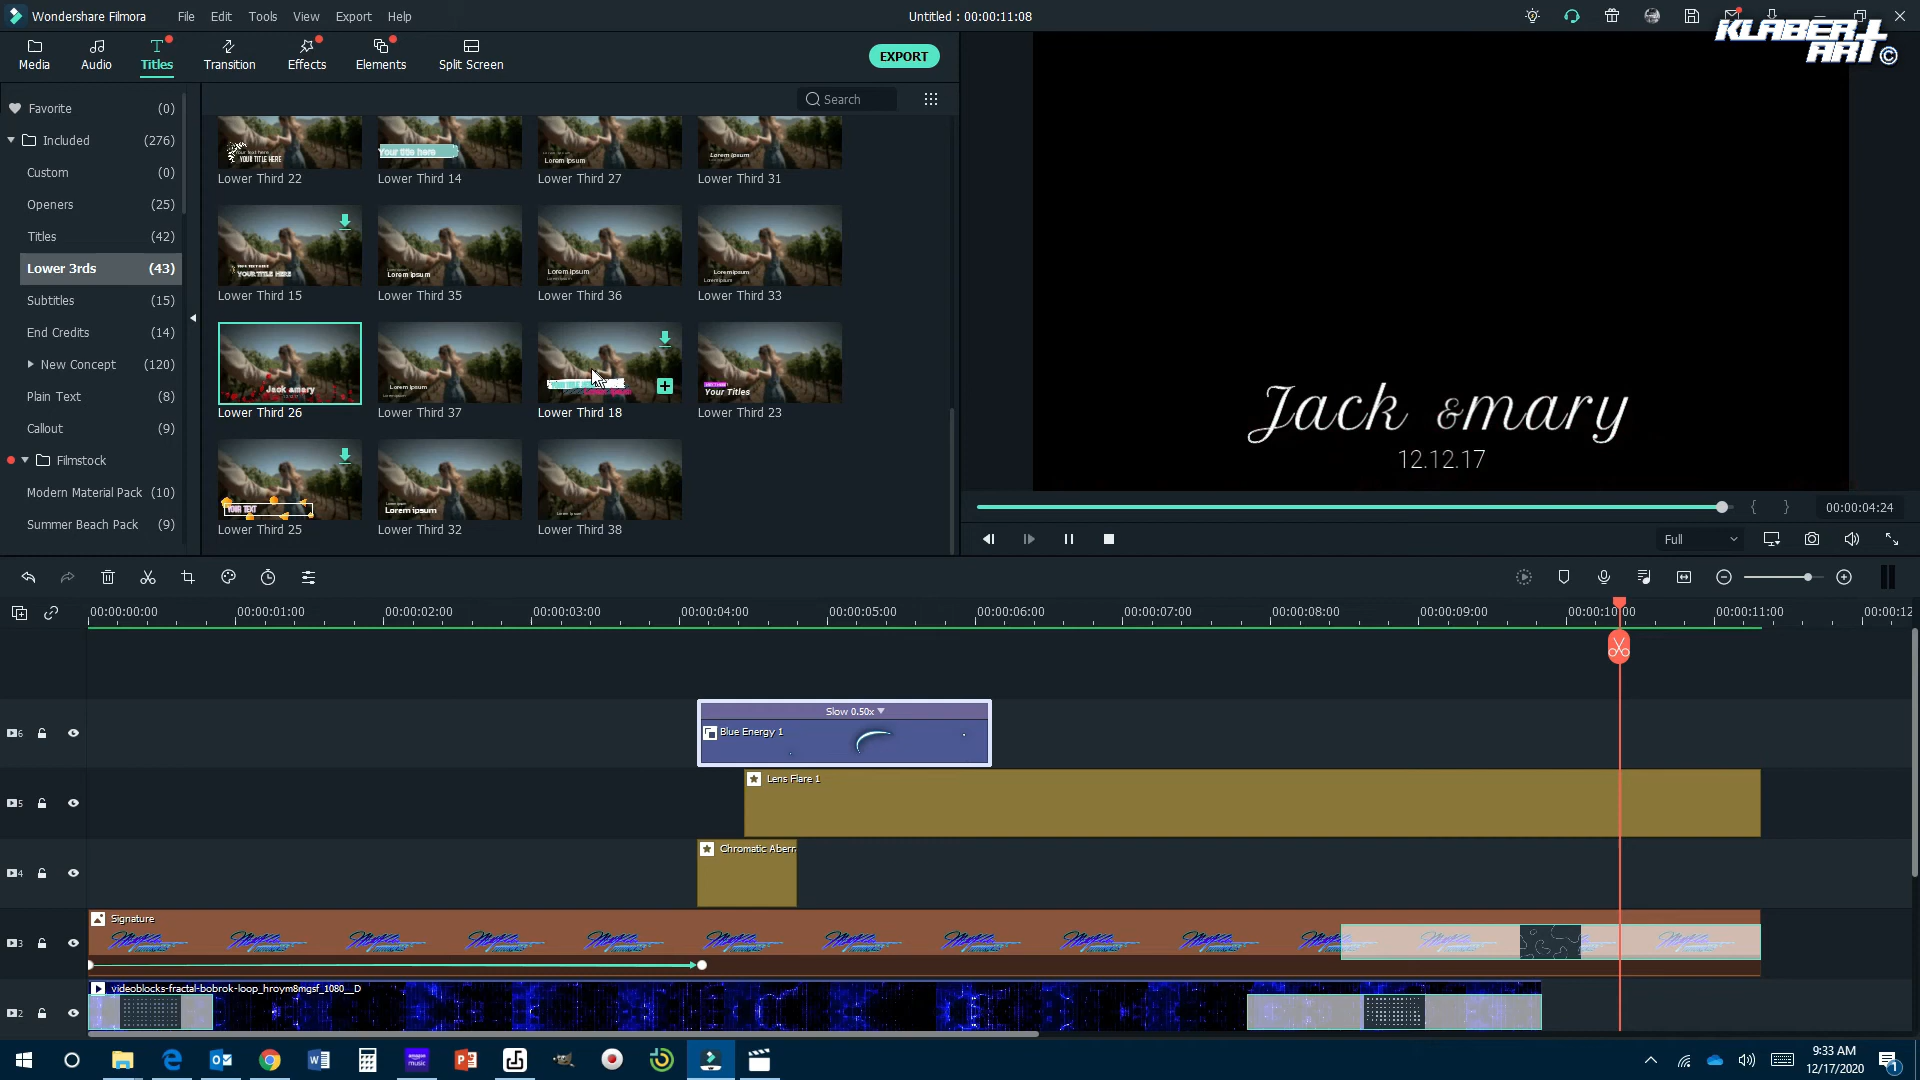 Wondershare Filmora
File Edit Tools View Export Help
Untitled : 00:00:11:08
KLABERT ART ©
Media Audio Titles Transition Effects Elements Split Screen
EXPORT
Search
Favorite (0)
Included (276)
Custom (0)
Openers (25)
Titles (42)
Lower 3rds (43)
Subtitles (15)
End Credits (14)
New Concept (120)
Plain Text (8)
Callout (9)
Filmstock
Modern Material Pack (10)
Summer Beach Pack (9)
YOUR TITLE HERE
Your title here
Lorem Ipsum
Lorem Ipsum
Lower Third 22
Lower Third 14
Lower Third 27
Lower Third 31
YOUR TITLE HERE
Lorem Ipsum
Lorem Ipsum
Lorem Ipsum
Lower Third 15
Lower Third 35
Lower Third 36
Lower Third 33
Jack &mary
Lorem Ipsum
Your Titles
Lower Third 26
Lower Third 37
Lower Third 18
Lower Third 23
YOUR TEXT
Lorem Ipsum
Lower Third 25
Lower Third 32
Lower Third 38
Jack &mary
12.12.17
00:00:04:24
Full
00:00:00:00 00:00:01:00 00:00:02:00 00:00:03:00 00:00:04:00 00:00:05:00 00:00:06:00 00:00:07:00 00:00:08:00 00:00:09:00 00:00:10:00 00:00:11:00 00:00:12
Slow 0.50x
6
Blue Energy 1
5
Lens Flare 1
4
Chromatic Aberr
Signature
3
videoblocks-fractal-bobrok-loop_hroym8mgsf_1080__D
2
amazon music
9:33 AM
12/17/2020
1